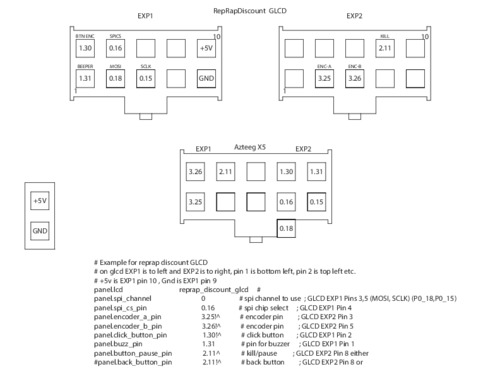 RepRapDiscount GLCD
EXP1
EXP2
BTN ENC SPICS 10
1.30 0.16 +5V
BEEPER MOSI SCLK
1.31 0.18 0.15 GND
1
KILL 10
2.11
ENC-A ENC-B
3.25 3.26
1
EXP1 Azteeg X5 EXP2
3.26 2.11 1.30 1.31
3.25 0.16 0.15
0.18
+5V
GND
# Example for reprap discount GLCD
# on glcd EXP1 is to left and EXP2 is to right, pin 1 is bottom left, pin 2 is top left etc.
# +5v is EXP1 pin 10 , Gnd is EXP1 pin 9
panel.lcd reprap_discount_glcd #
panel.spi_channel 0 # spi channel to use ; GLCD EXP1 Pins 3,5 (MOSI, SCLK) (P0_18,P0_15)
panel.spi_cs_pin 0.16 # spi chip select ; GLCD EXP1 Pin 4
panel.encoder_a_pin 3.25!^ # encoder pin ; GLCD EXP2 Pin 3
panel.encoder_b_pin 3.26!^ # encoder pin ; GLCD EXP2 Pin 5
panel.click_button_pin 1.30!^ # click button ; GLCD EXP1 Pin 2
panel.buzz_pin 1.31 # pin for buzzer ; GLCD EXP1 Pin 1
panel.button_pause_pin 2.11^ # kill/pause ; GLCD EXP2 Pin 8 either
#panel.back_button_pin 2.11!^ # back button ; GLCD EXP2 Pin 8 or